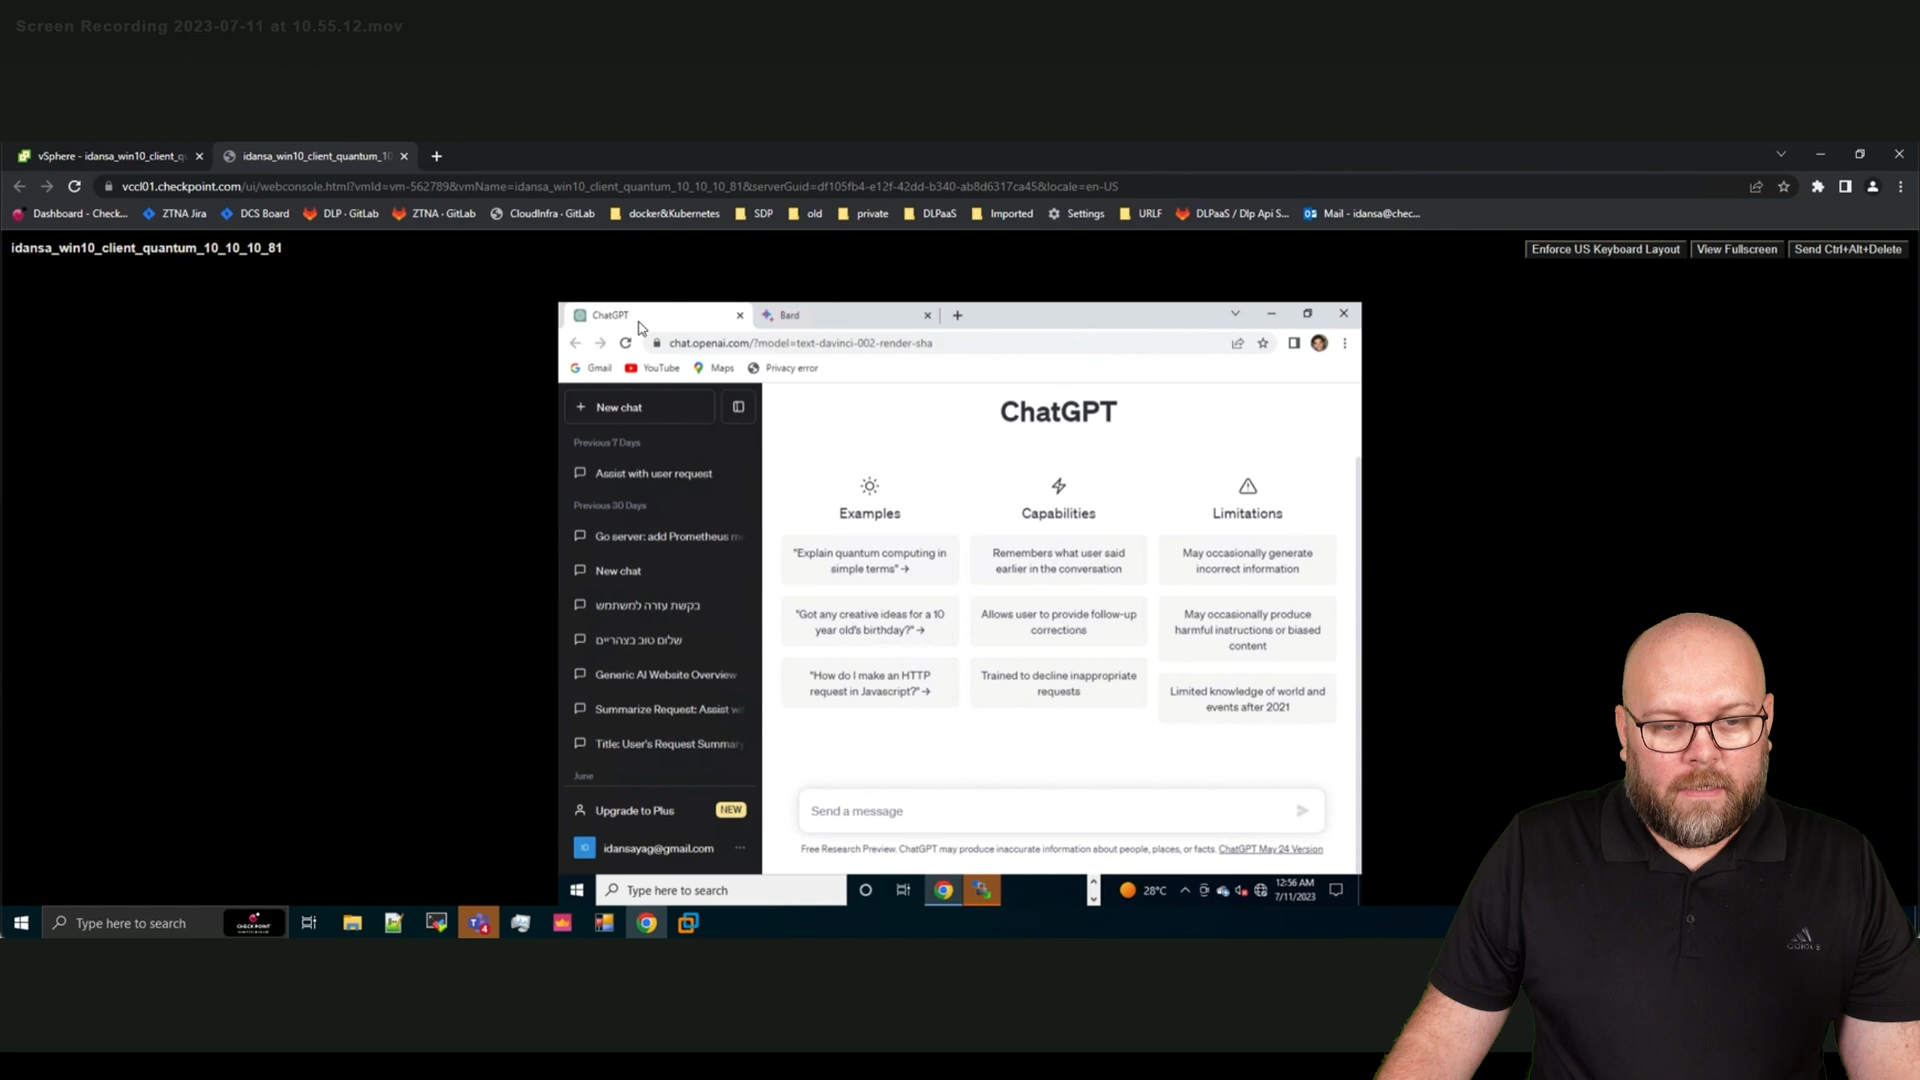 Screen Recording 2023-07-11 at 10.55.12.mov
vSphere - idansa_win10_client_q
idansa_win10_client_quantum_10
vccl01.checkpoint.com/ui/webconsole.html?vmId=vm-562789&vmName=idansa_win10_client_quantum_10_10_10_81&serverGuid=df105fb4-e12f-42dd-b340-ab8d6317ca45&locale=en-US
Dashboard - Check... ZTNA Jira DCS Board DLP · GitLab ZTNA · GitLab CloudInfra · GitLab docker&Kubernetes SDP old private DLPaaS Imported Settings URLF DLPaaS / Dlp Api S... Mail - idansa@chec...
idansa_win10_client_quantum_10_10_10_81
Enforce US Keyboard Layout View Fullscreen Send Ctrl+Alt+Delete
ChatGPT Bard
chat.openai.com/?model=text-davinci-002-render-sha
Gmail YouTube Maps Privacy error
New chat
Previous 7 Days
Assist with user request
Previous 30 Days
Go server: add Prometheus m
New chat
בקשת עזרה למשתמש
שלום טוב בצהריים
Generic AI Website Overview
Summarize Request: Assist wi
Title: User's Request Summary
June
Upgrade to Plus NEW
ID idansayag@gmail.com
ChatGPT
Examples
"Explain quantum computing in
simple terms" →
"Got any creative ideas for a 10
year old's birthday?" →
"How do I make an HTTP
request in Javascript?" →
Capabilities
Remembers what user said
earlier in the conversation
Allows user to provide follow-up
corrections
Trained to decline inappropriate
requests
Limitations
May occasionally generate
incorrect information
May occasionally produce
harmful instructions or biased
content
Limited knowledge of world and
events after 2021
Send a message
Free Research Preview. ChatGPT may produce inaccurate information about people, places, or facts. ChatGPT May 24 Version
Type here to search
28°C
12:56 AM
7/11/2023
Type here to search
CHECK POINT
4
adidas